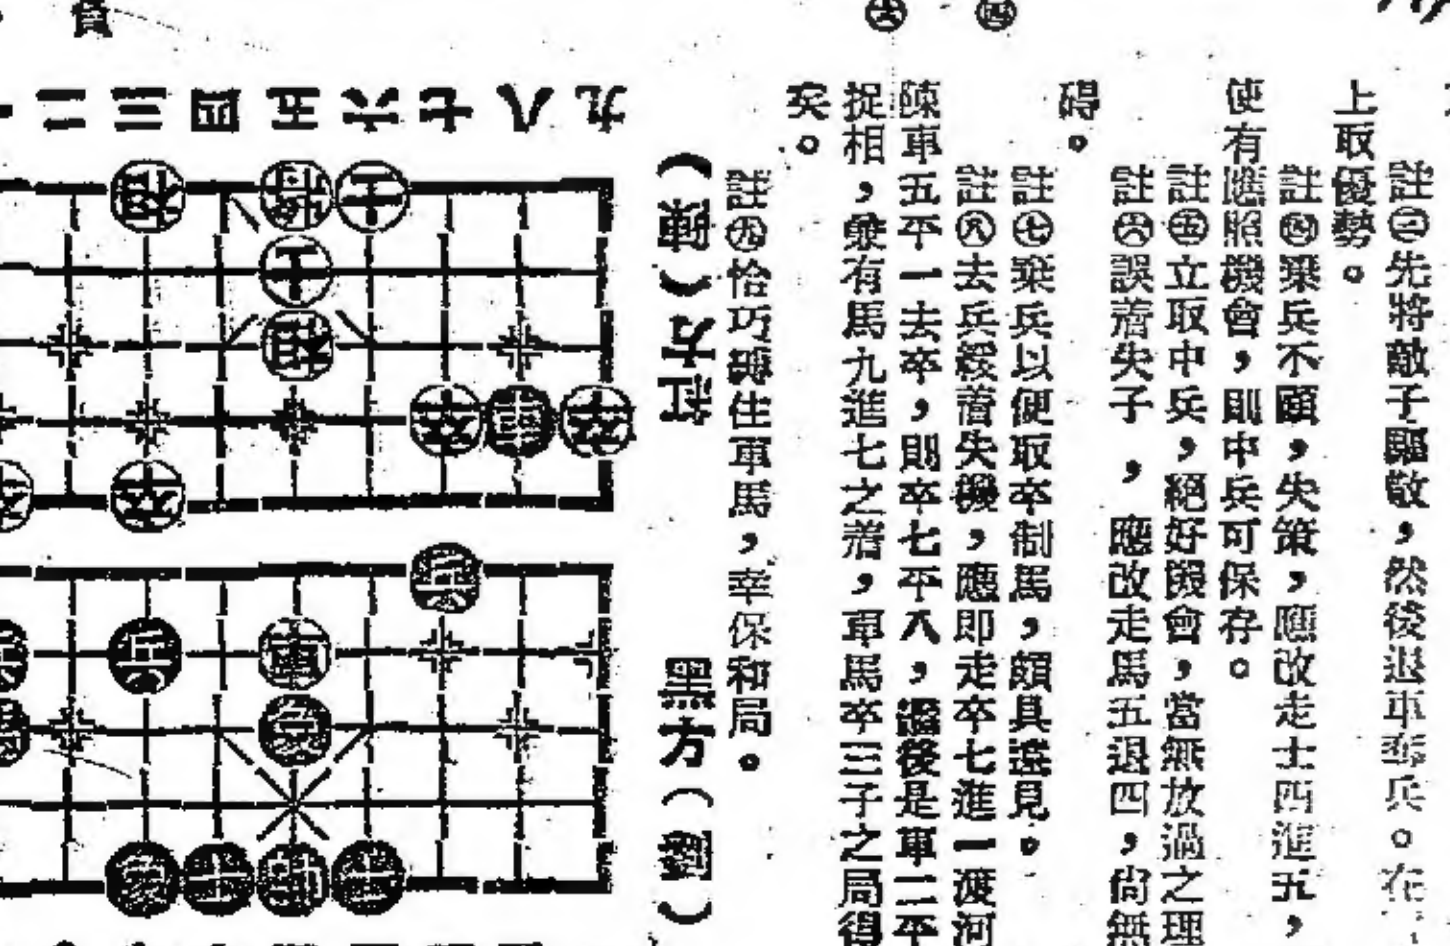 註㊂先將敵子驅散，然後退車奪兵。在
上取優勢。
註㊃棄兵不顧，失策，應改走士四進五，
使有應照機會，則中兵可保存。
註㊄立取中兵，絕好機會，當無放過之理
註㊅誤着失子，應改走馬五退四，尙無
碍。
註㊆棄兵以便取卒制馬，頗具遠見。
註㊇去兵緩着失機，應即走卒七進一渡河
陳車五平一去卒，則卒七平八，還後是車二平
捉相，兼有馬九進七之着，車馬卒三子之局得
矣。
註㊈恰巧縛住車馬，幸保和局。
紅方（
黑方（劉）
九八七六五四三二一
負